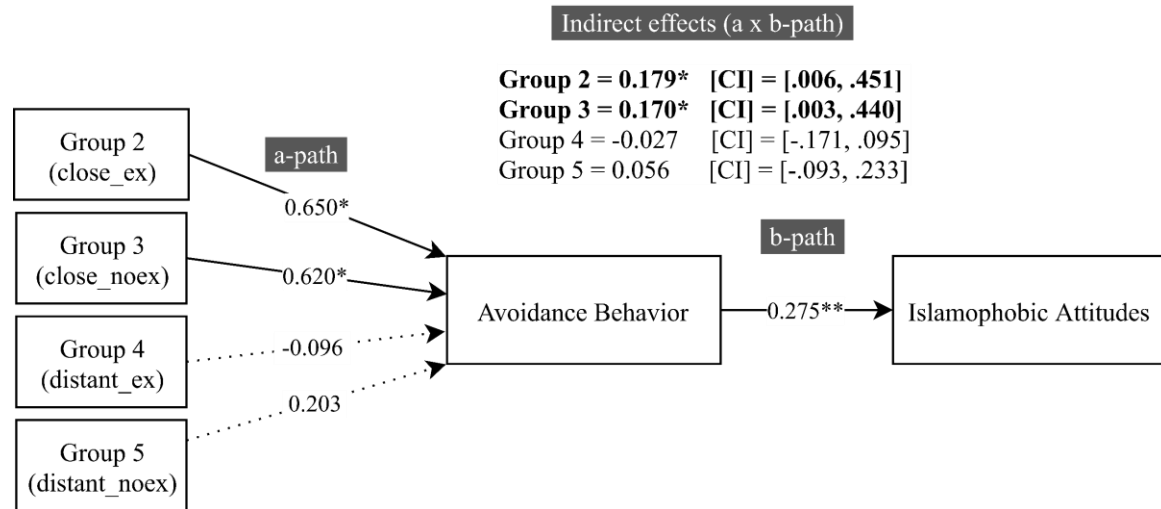 Indirect effects (a x b-path)
Group 2 = 0.179* [CI] = [.006, .451]
Group 3 = 0.170* [CI] = [.003, .440]
Group 4 = -0.027 [CI] = [-.171, .095]
Group 5 = 0.056 [CI] = [-.093, .233]
Group 2
(close_ex)
Group 3
(close_noex)
Group 4
(distant_ex)
Group 5
(distant_noex)
a-path
0.650*
0.620*
-0.096
0.203
Avoidance Behavior
b-path
0.275**
Islamophobic Attitudes